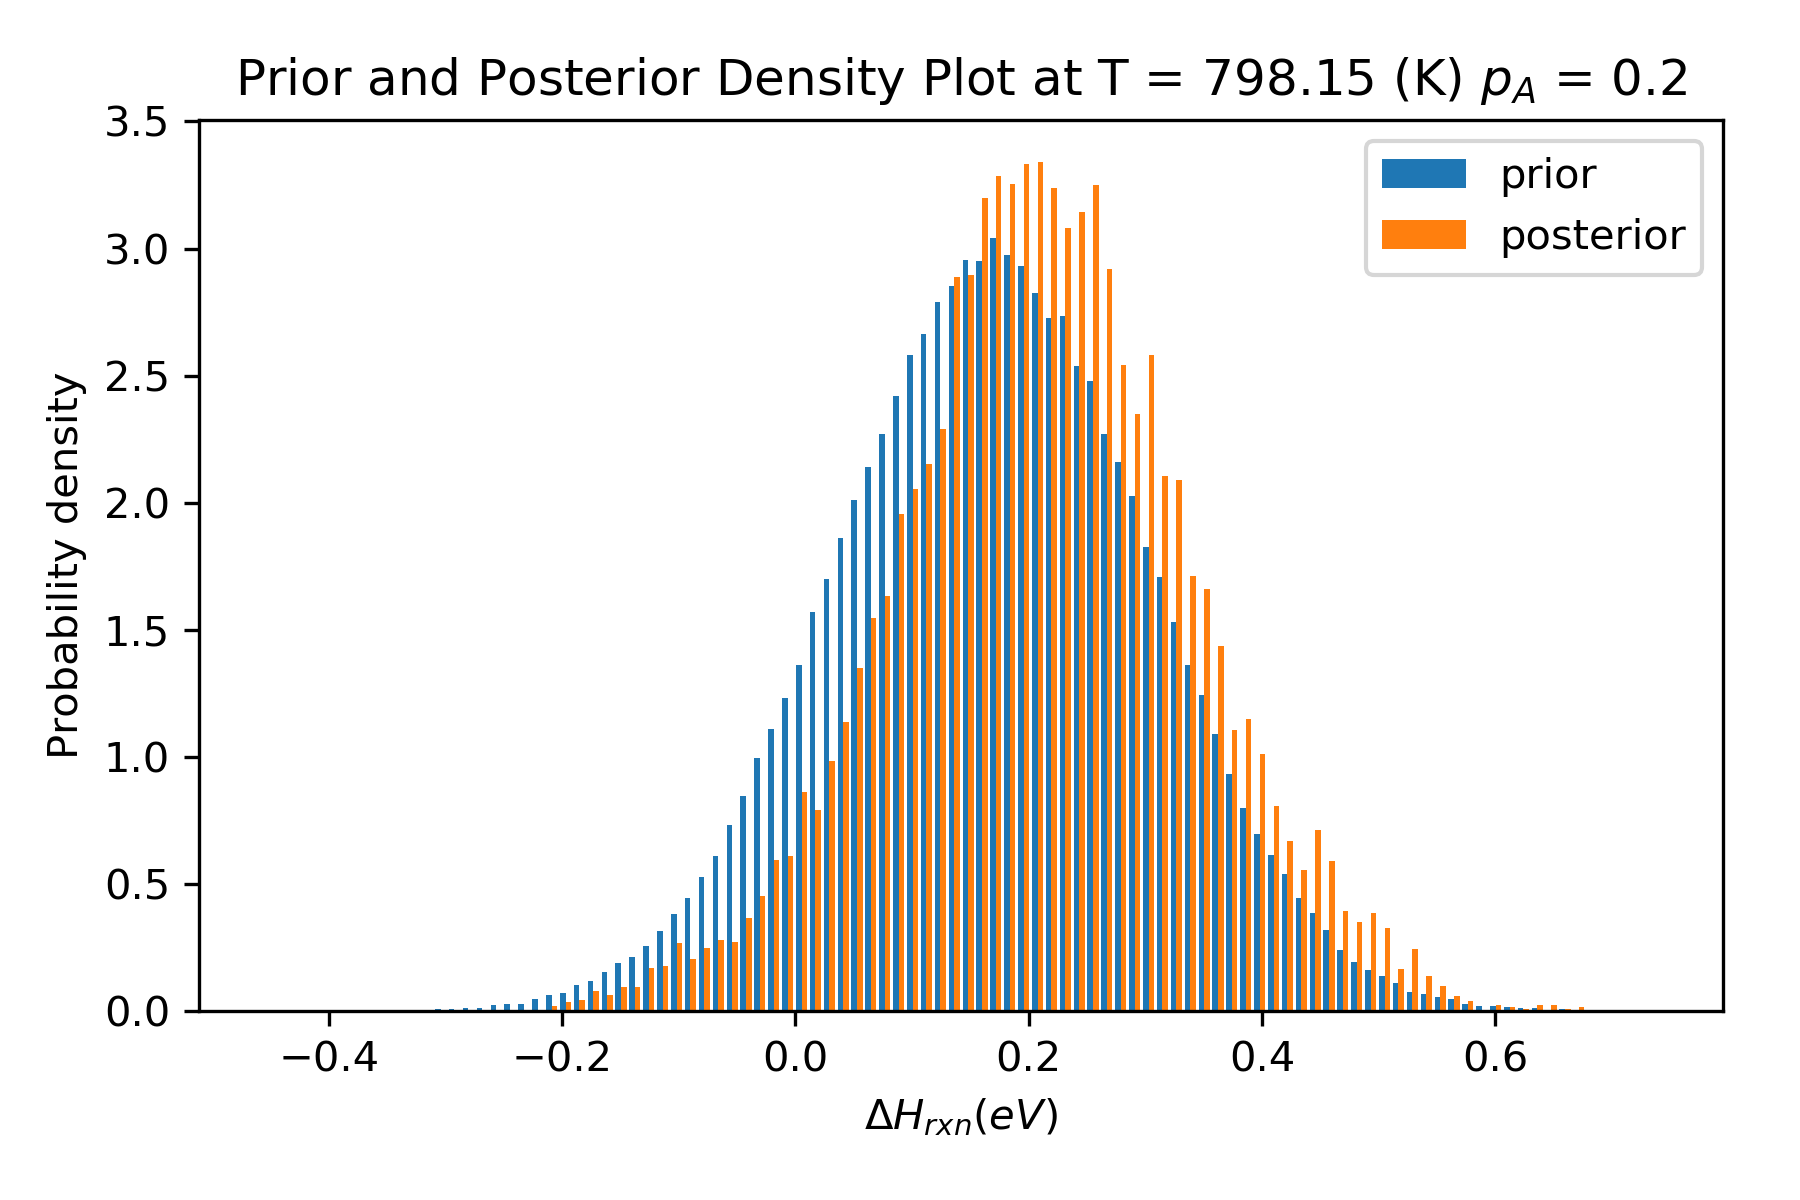 Prior and Posterior Density Plot at T = 798.15 (K) p_A = 0.2
3.5
3.0
2.5
2.0
1.5
1.0
0.5
0.0
Probability density
prior
posterior
−0.4 −0.2 0.0 0.2 0.4 0.6
ΔH_{rxn}(eV)